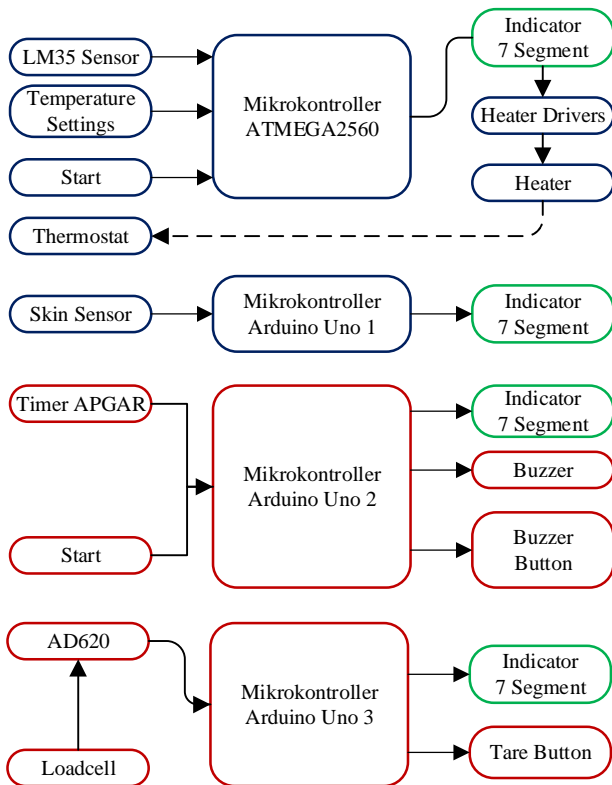 LM35 Sensor
Temperature
Settings
Start
Thermostat
Mikrokontroller
ATMEGA2560
Indicator
7 Segment
Heater Drivers
Heater
Skin Sensor
Mikrokontroller
Arduino Uno 1
Indicator
7 Segment
Timer APGAR
Start
Mikrokontroller
Arduino Uno 2
Indicator
7 Segment
Buzzer
Buzzer
Button
AD620
Loadcell
Mikrokontroller
Arduino Uno 3
Indicator
7 Segment
Tare Button